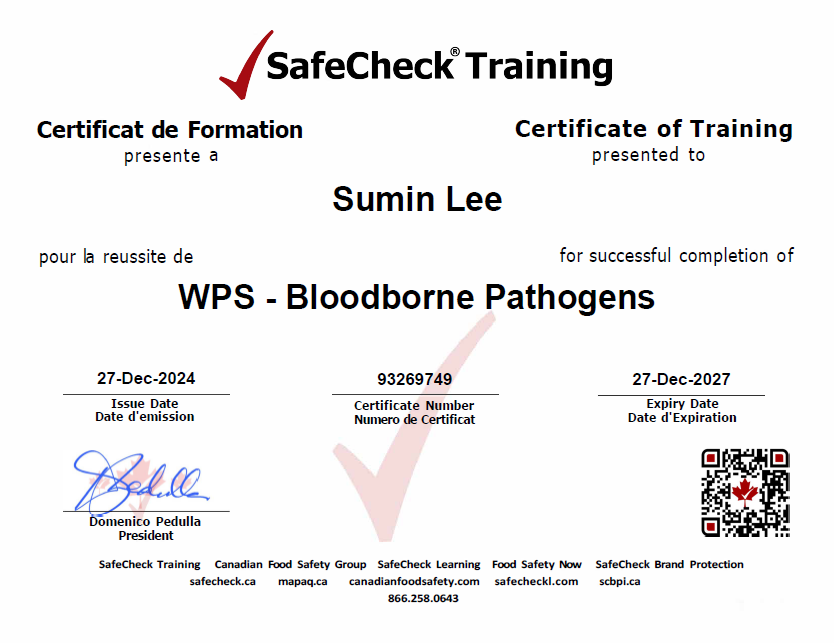 SafeCheck® Training
Certificat de Formation
presente a
Certificate of Training
presented to
Sumin Lee
pour la reussite de
for successful completion of
WPS - Bloodborne Pathogens
27-Dec-2024
Issue Date
Date d'emission
93269749
Certificate Number
Numero de Certificat
27-Dec-2027
Expiry Date
Date d'Expiration
DPedulla
Domenico Pedulla
President
SafeCheck Training Canadian Food Safety Group SafeCheck Learning Food Safety Now SafeCheck Brand Protection
safecheck.ca mapaq.ca canadianfoodsafety.com safecheckl.com scbpi.ca
866.258.0643